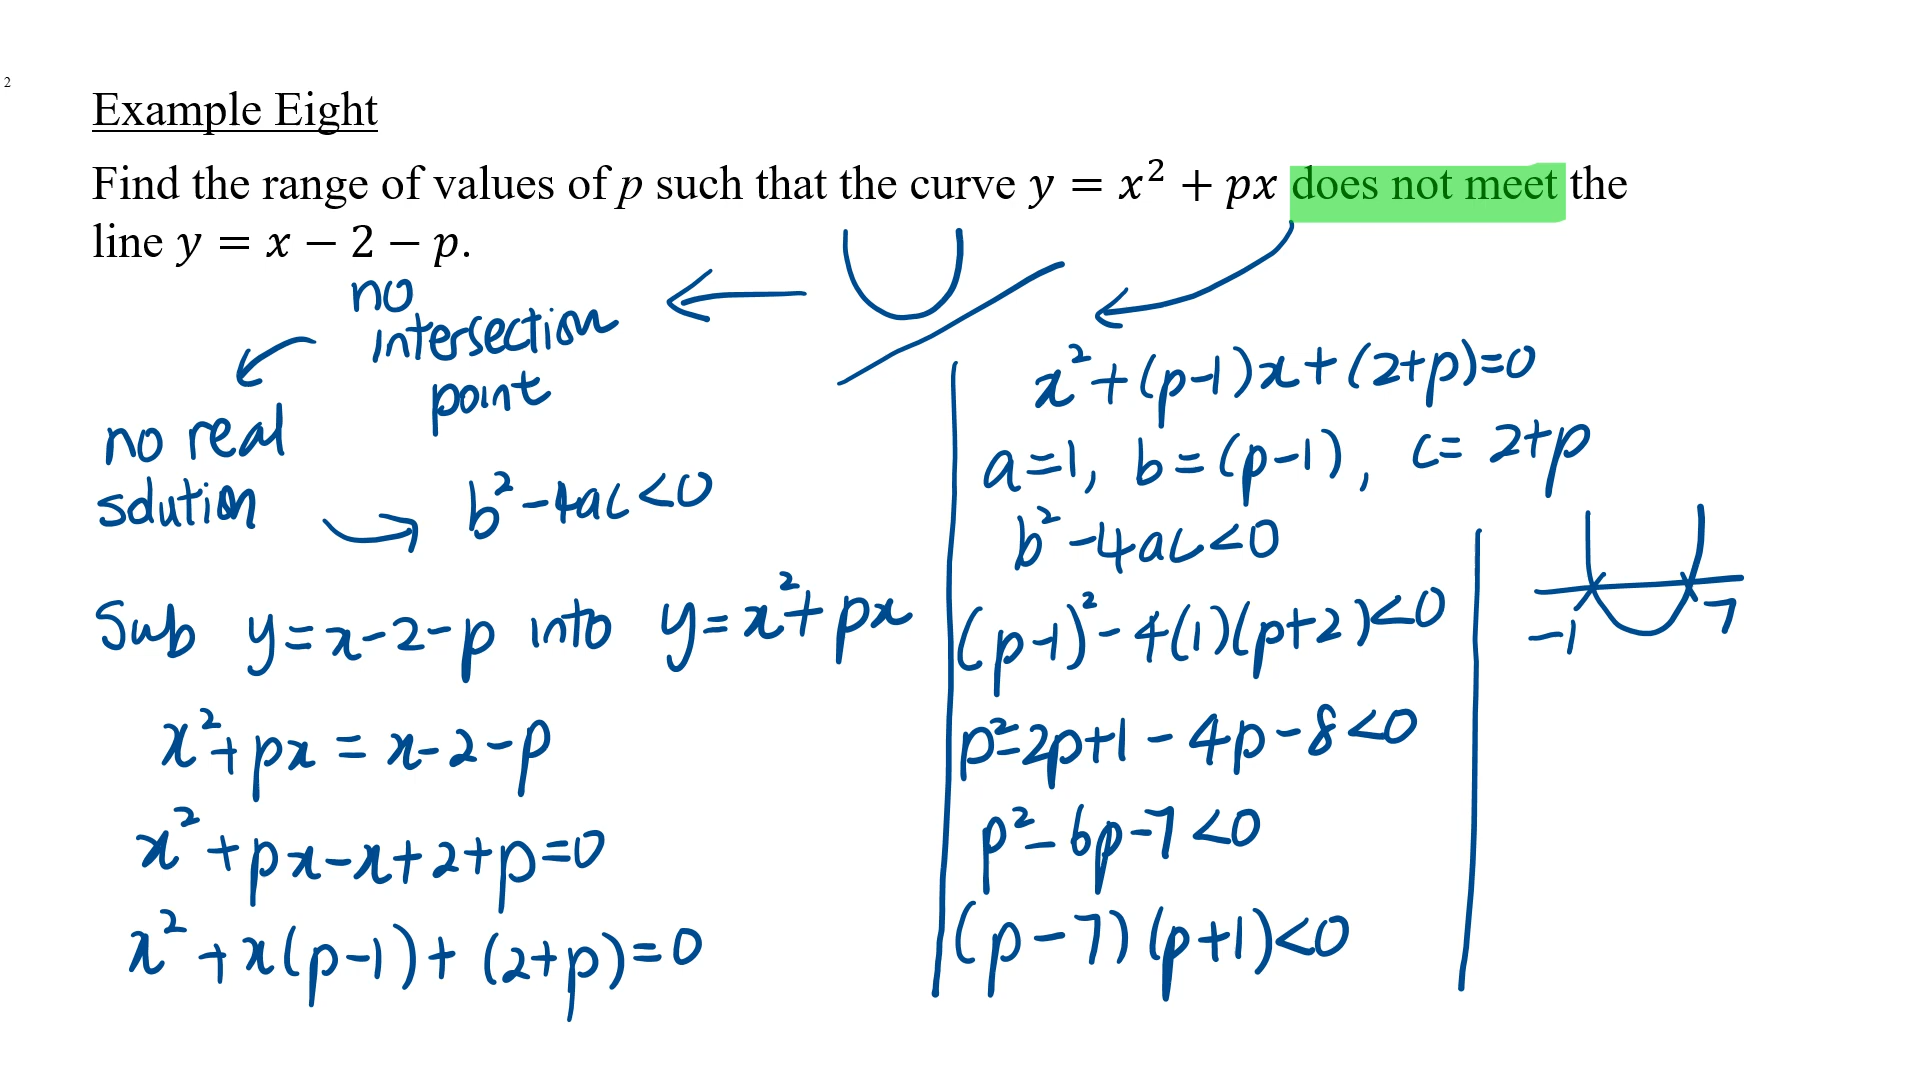 2
Example Eight
Find the range of values of p such that the curve y = x² + px does not meet the
line y = x − 2 − p.
no
intersection
point
no real
solution
b²-4ac<0
Sub y=x-2-p into y=x²+px
x²+px = x-2-p
x²+px-x+2+p=0
x²+x(p-1)+(2+p)=0
x²+(p-1)x+(2+p)=0
a=1, b=(p-1), c= 2+p
b²-4ac<0
(p-1)²-4(1)(p+2)<0
p²-2p+1-4p-8<0
p²-6p-7<0
(p-7)(p+1)<0
-1 7